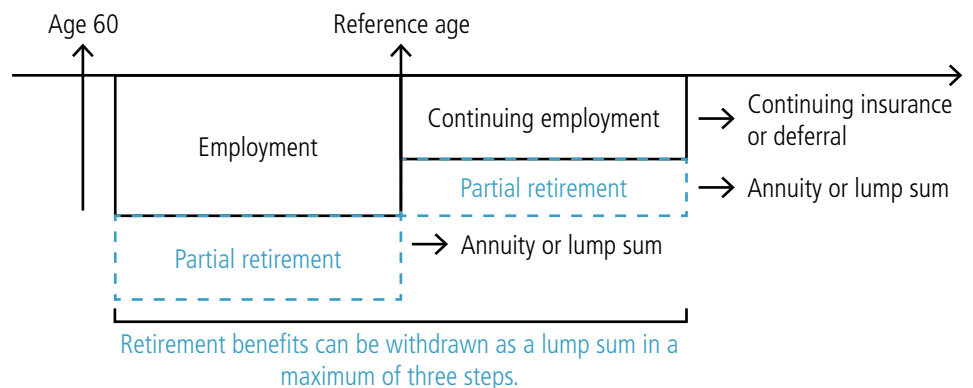 Age 60
Reference age
Employment
Continuing employment
Continuing insurance
or deferral
Partial retirement
Annuity or lump sum
Partial retirement
Annuity or lump sum
Retirement benefits can be withdrawn as a lump sum in a
maximum of three steps.